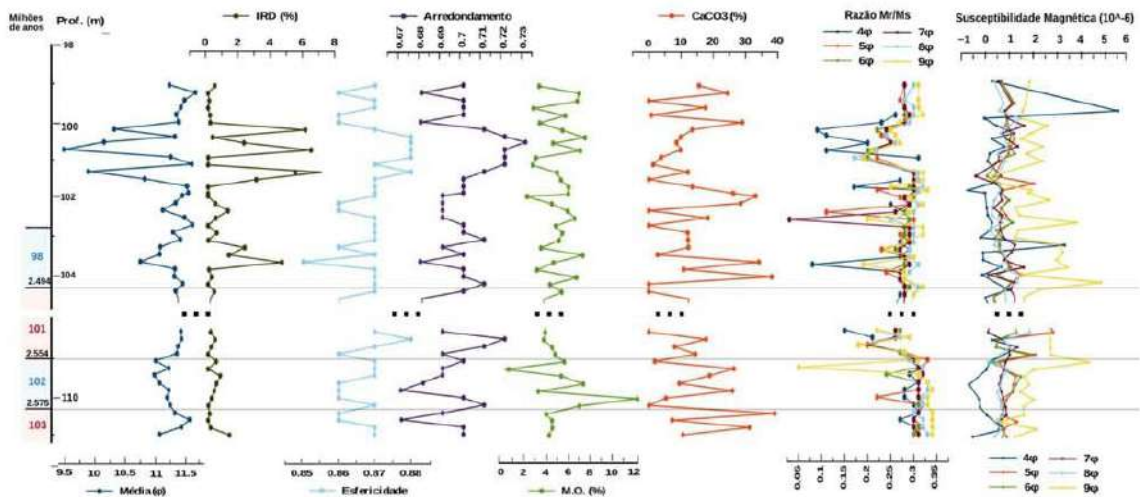 Milhões
de anos
Prof. (m)
IRD (%)
0 2 4 6 8
Arredondamento
0.67 0.68 0.69 0.7 0.71 0.72 0.73
CaCO3(%)
0 10 20 30 40
Razão Mr/Ms
4φ 7φ
5φ 8φ
6φ 9φ
Susceptibilidade Magnética (10^-6)
−1 0 1 2 3 4 5 6
98
100
102
98
104
2.494
101
2.554
102
110
2.575
103
9.5 10 10.5 11 11.5
Média(φ)
0.85 0.86 0.87 0.88
Esfericidade
0 2 4 6 8 10 12
M.O. (%)
0.05 0.1 0.15 0.2 0.25 0.3 0.35
4φ 7φ
5φ 8φ
6φ 9φ